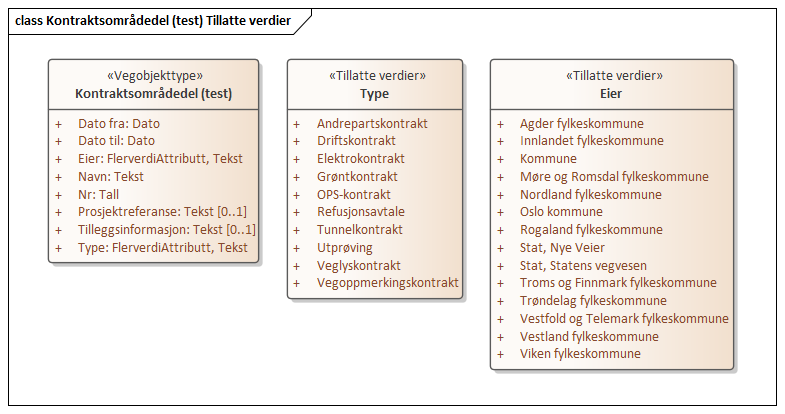 class Kontraktsområdedel (test) Tillatte verdier
«Vegobjekttype»
Kontraktsområdedel (test)
+ Dato fra: Dato
+ Dato til: Dato
+ Eier: FlerverdiAttributt, Tekst
+ Navn: Tekst
+ Nr: Tall
+ Prosjektreferanse: Tekst [0..1]
+ Tilleggsinformasjon: Tekst [0..1]
+ Type: FlerverdiAttributt, Tekst
«Tillatte verdier»
Type
+ Andrepartskontrakt
+ Driftskontrakt
+ Elektrokontrakt
+ Grøntkontrakt
+ OPS-kontrakt
+ Refusjonsavtale
+ Tunnelkontrakt
+ Utprøving
+ Veglyskontrakt
+ Vegoppmerkingskontrakt
«Tillatte verdier»
Eier
+ Agder fylkeskommune
+ Innlandet fylkeskommune
+ Kommune
+ Møre og Romsdal fylkeskommune
+ Nordland fylkeskommune
+ Oslo kommune
+ Rogaland fylkeskommune
+ Stat, Nye Veier
+ Stat, Statens vegvesen
+ Troms og Finnmark fylkeskommune
+ Trøndelag fylkeskommune
+ Vestfold og Telemark fylkeskommune
+ Vestland fylkeskommune
+ Viken fylkeskommune